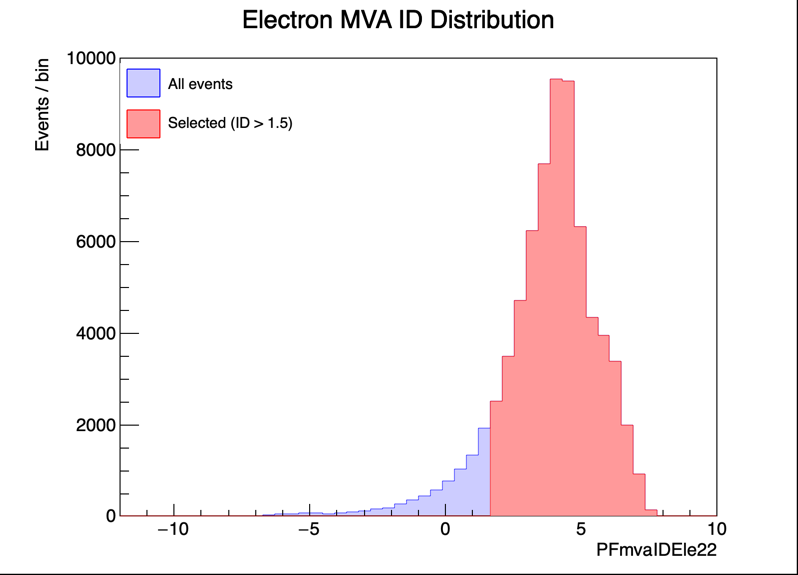 Electron MVA ID Distribution
Events / bin
All events
Selected (ID > 1.5)
10000
8000
6000
4000
2000
0
−10 −5 0 5 10
PFmvaIDEle22